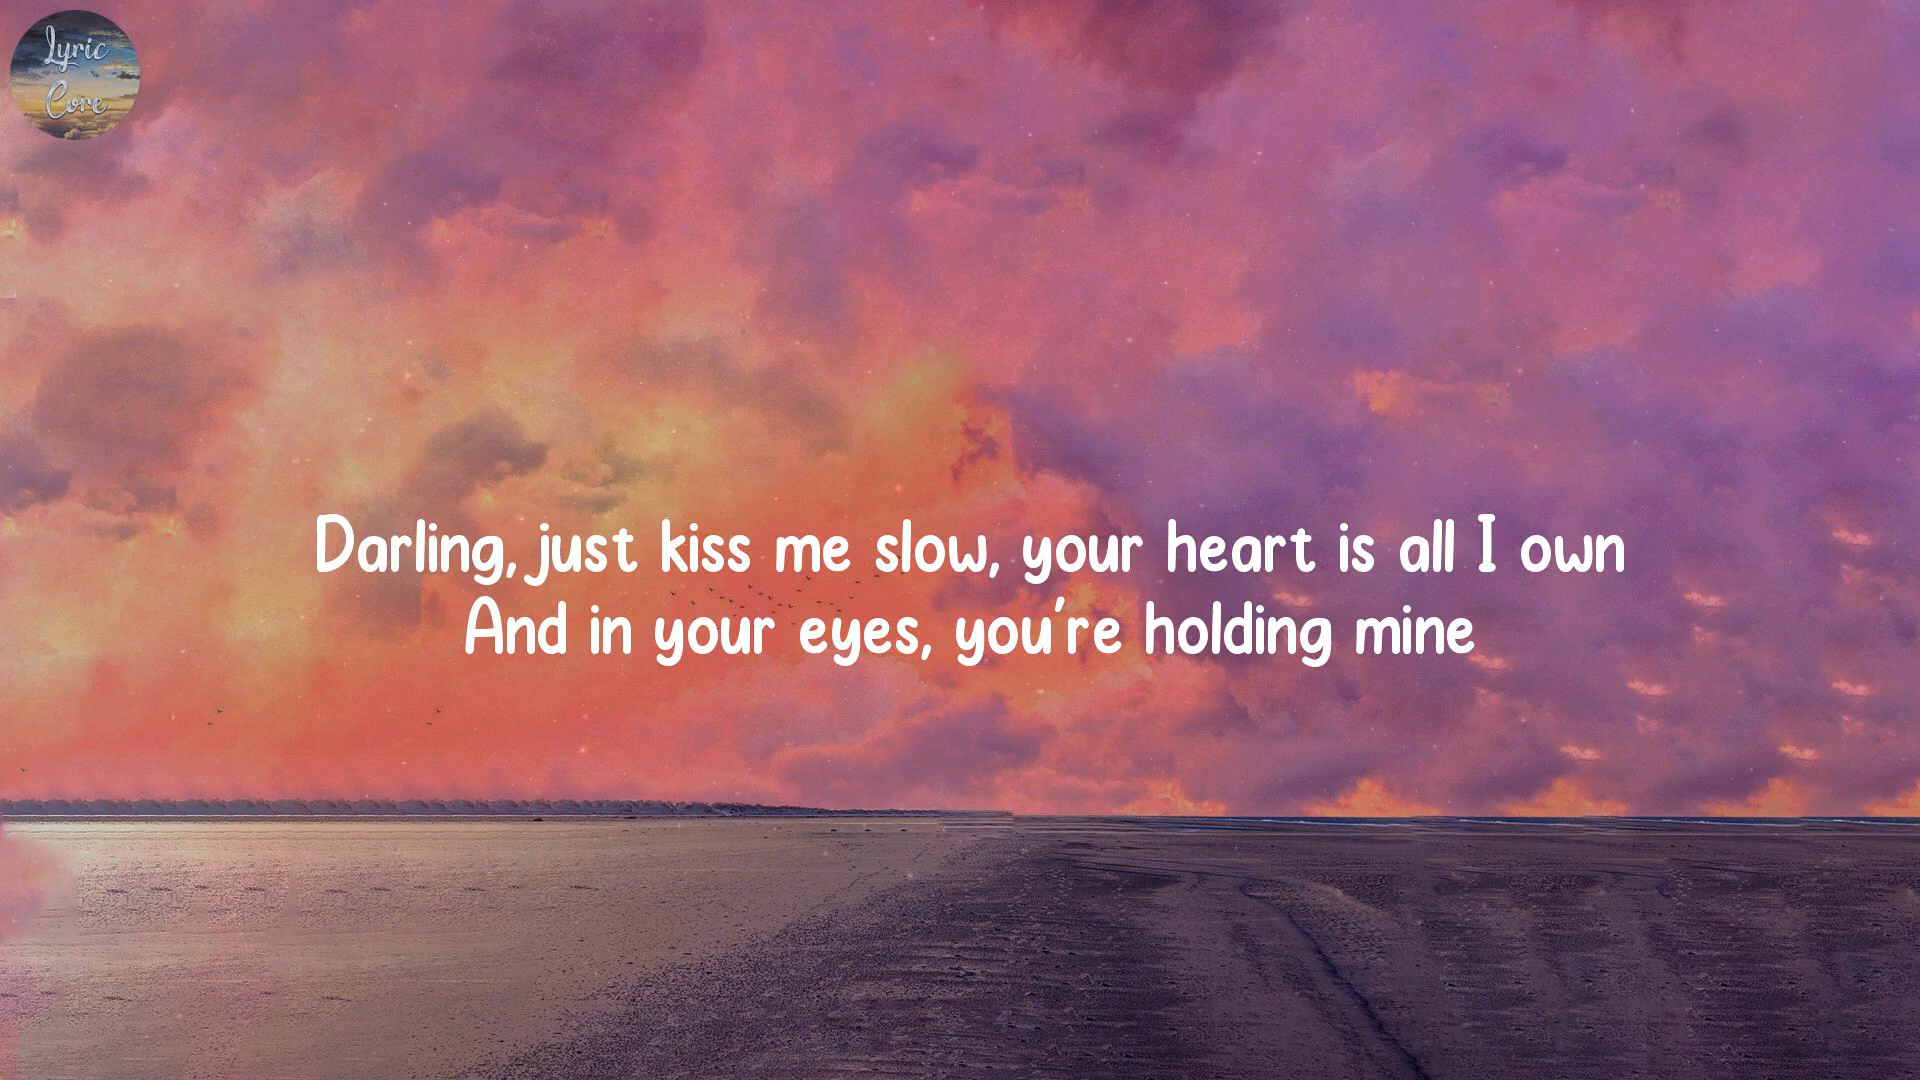 Lyric
Core
Darling, just kiss me slow, your heart is all I own
And in your eyes, you're holding mine